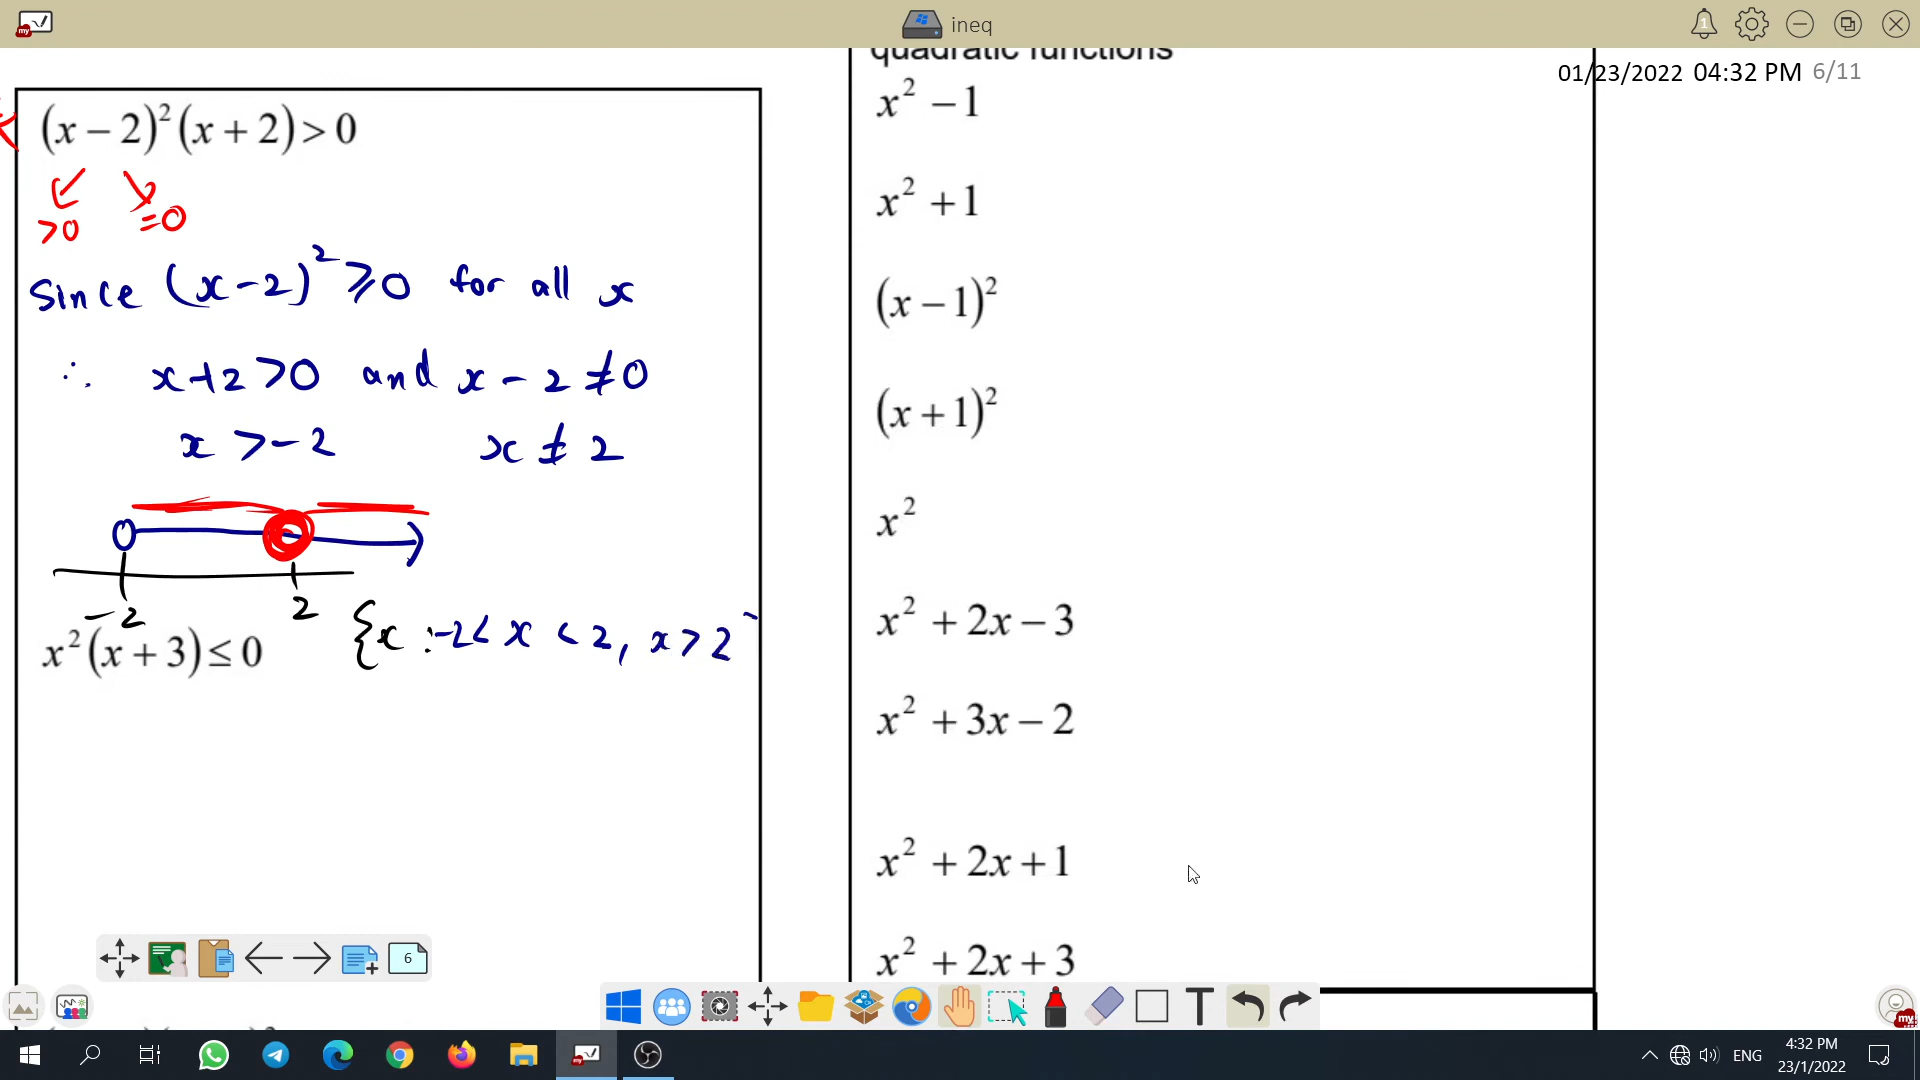 ineq
01/23/2022 04:32 PM 6/11
(x − 2)²(x + 2) > 0
>0 =0
Since (x-2)² ⩾0 for all x
∴ x+2 >0 and x - 2 ≠0
x >-2 x ≠ 2
-2 2
{x : -2< x < 2, x > 2
x²(x + 3) ≤ 0
quadratic functions
x² − 1
x² + 1
(x − 1)²
(x + 1)²
x²
x² + 2x − 3
x² + 3x − 2
x² + 2x + 1
x² + 2x + 3
6
T
ENG
4:32 PM
23/1/2022